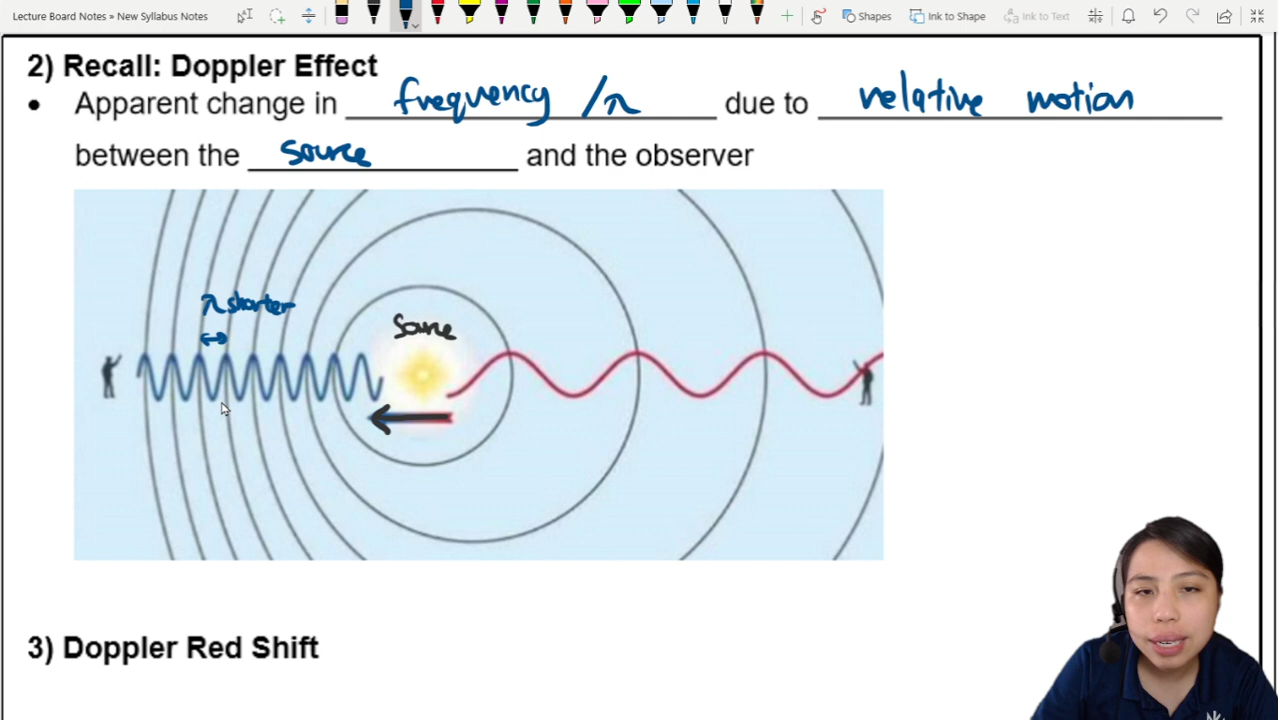 Lecture Board Notes » New Syllabus Notes
Shapes
Ink to Shape
Ink to Text
2) Recall: Doppler Effect
• Apparent change in frequency /λ due to relative motion
between the source and the observer
λ shorter
Source
3) Doppler Red Shift